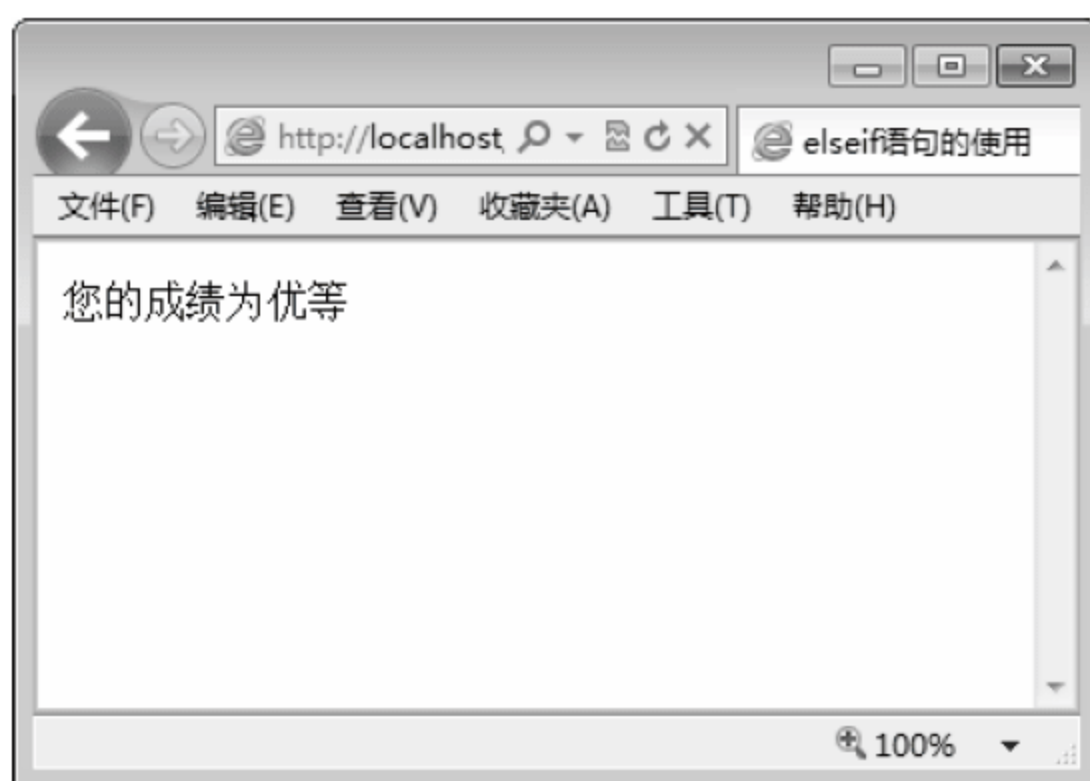 http://localhost
elseif语句的使用
文件(F) 编辑(E) 查看(V) 收藏夹(A) 工具(T) 帮助(H)
您的成绩为优等
100%